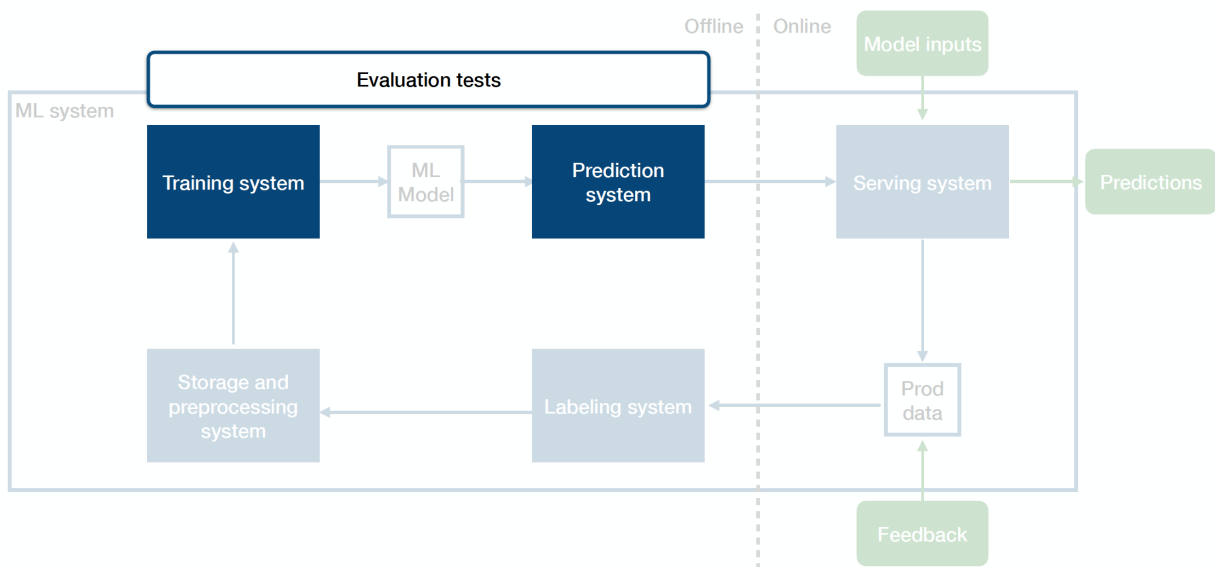 Offline
Online
Model inputs
Evaluation tests
ML system
Training system
ML
Model
Prediction
system
Serving system
Predictions
Storage and
preprocessing
system
Labeling system
Prod
data
Feedback